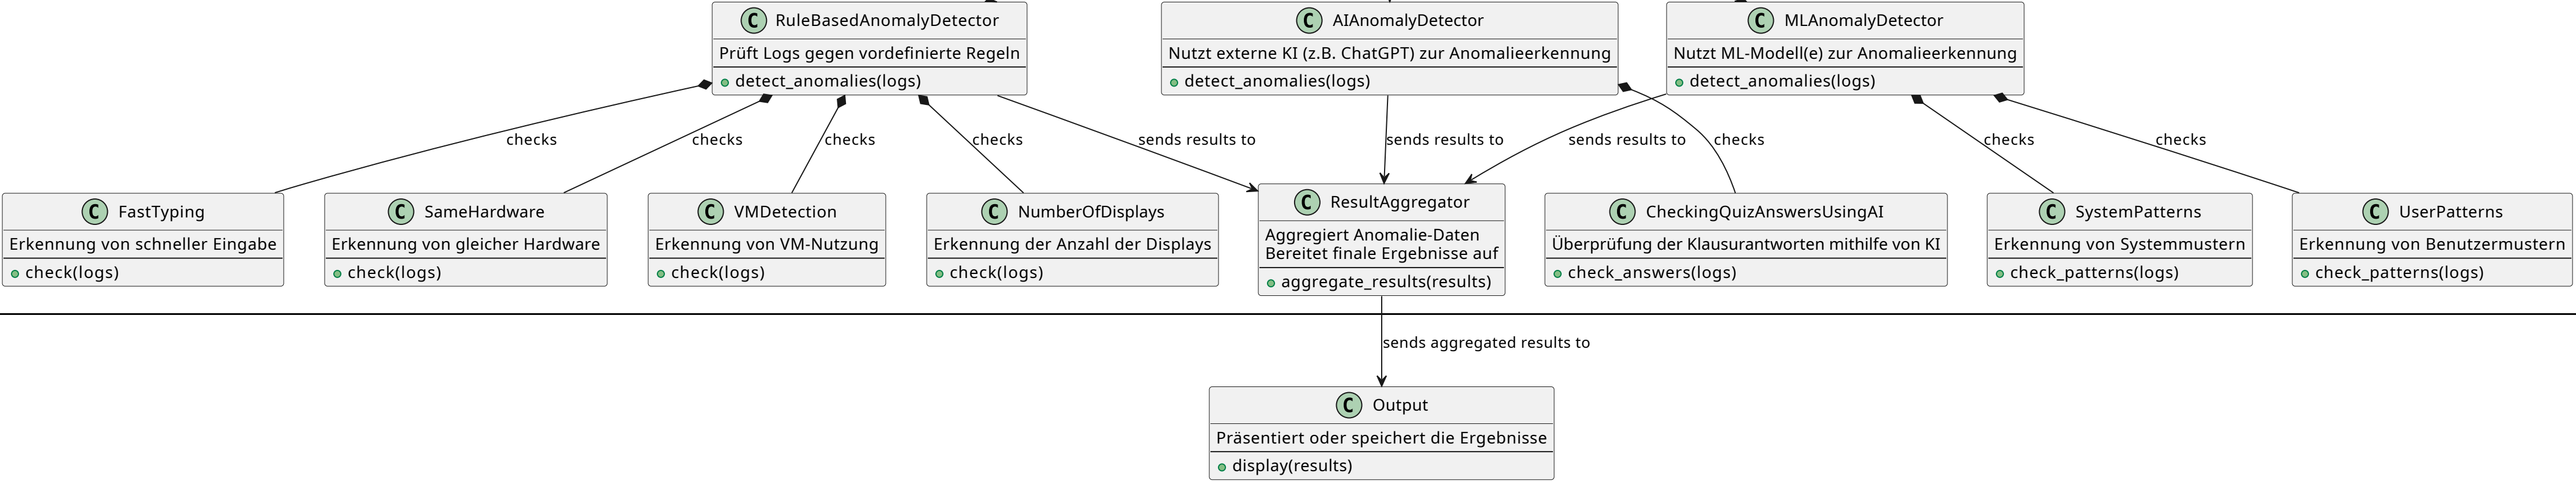 C RuleBasedAnomalyDetector
Prüft Logs gegen vordefinierte Regeln
detect_anomalies(logs)
C AIAnomalyDetector
Nutzt externe KI (z.B. ChatGPT) zur Anomalieerkennung
detect_anomalies(logs)
C MLAnomalyDetector
Nutzt ML-Modell(e) zur Anomalieerkennung
detect_anomalies(logs)
checks
checks
checks
checks
sends results to
sends results to
sends results to
checks
checks
checks
C FastTyping
Erkennung von schneller Eingabe
check(logs)
C SameHardware
Erkennung von gleicher Hardware
check(logs)
C VMDetection
Erkennung von VM-Nutzung
check(logs)
C NumberOfDisplays
Erkennung der Anzahl der Displays
check(logs)
C ResultAggregator
Aggregiert Anomalie-Daten
Bereitet finale Ergebnisse auf
aggregate_results(results)
C CheckingQuizAnswersUsingAI
Überprüfung der Klausurantworten mithilfe von KI
check_answers(logs)
C SystemPatterns
Erkennung von Systemmustern
check_patterns(logs)
C UserPatterns
Erkennung von Benutzermustern
check_patterns(logs)
sends aggregated results to
C Output
Präsentiert oder speichert die Ergebnisse
display(results)